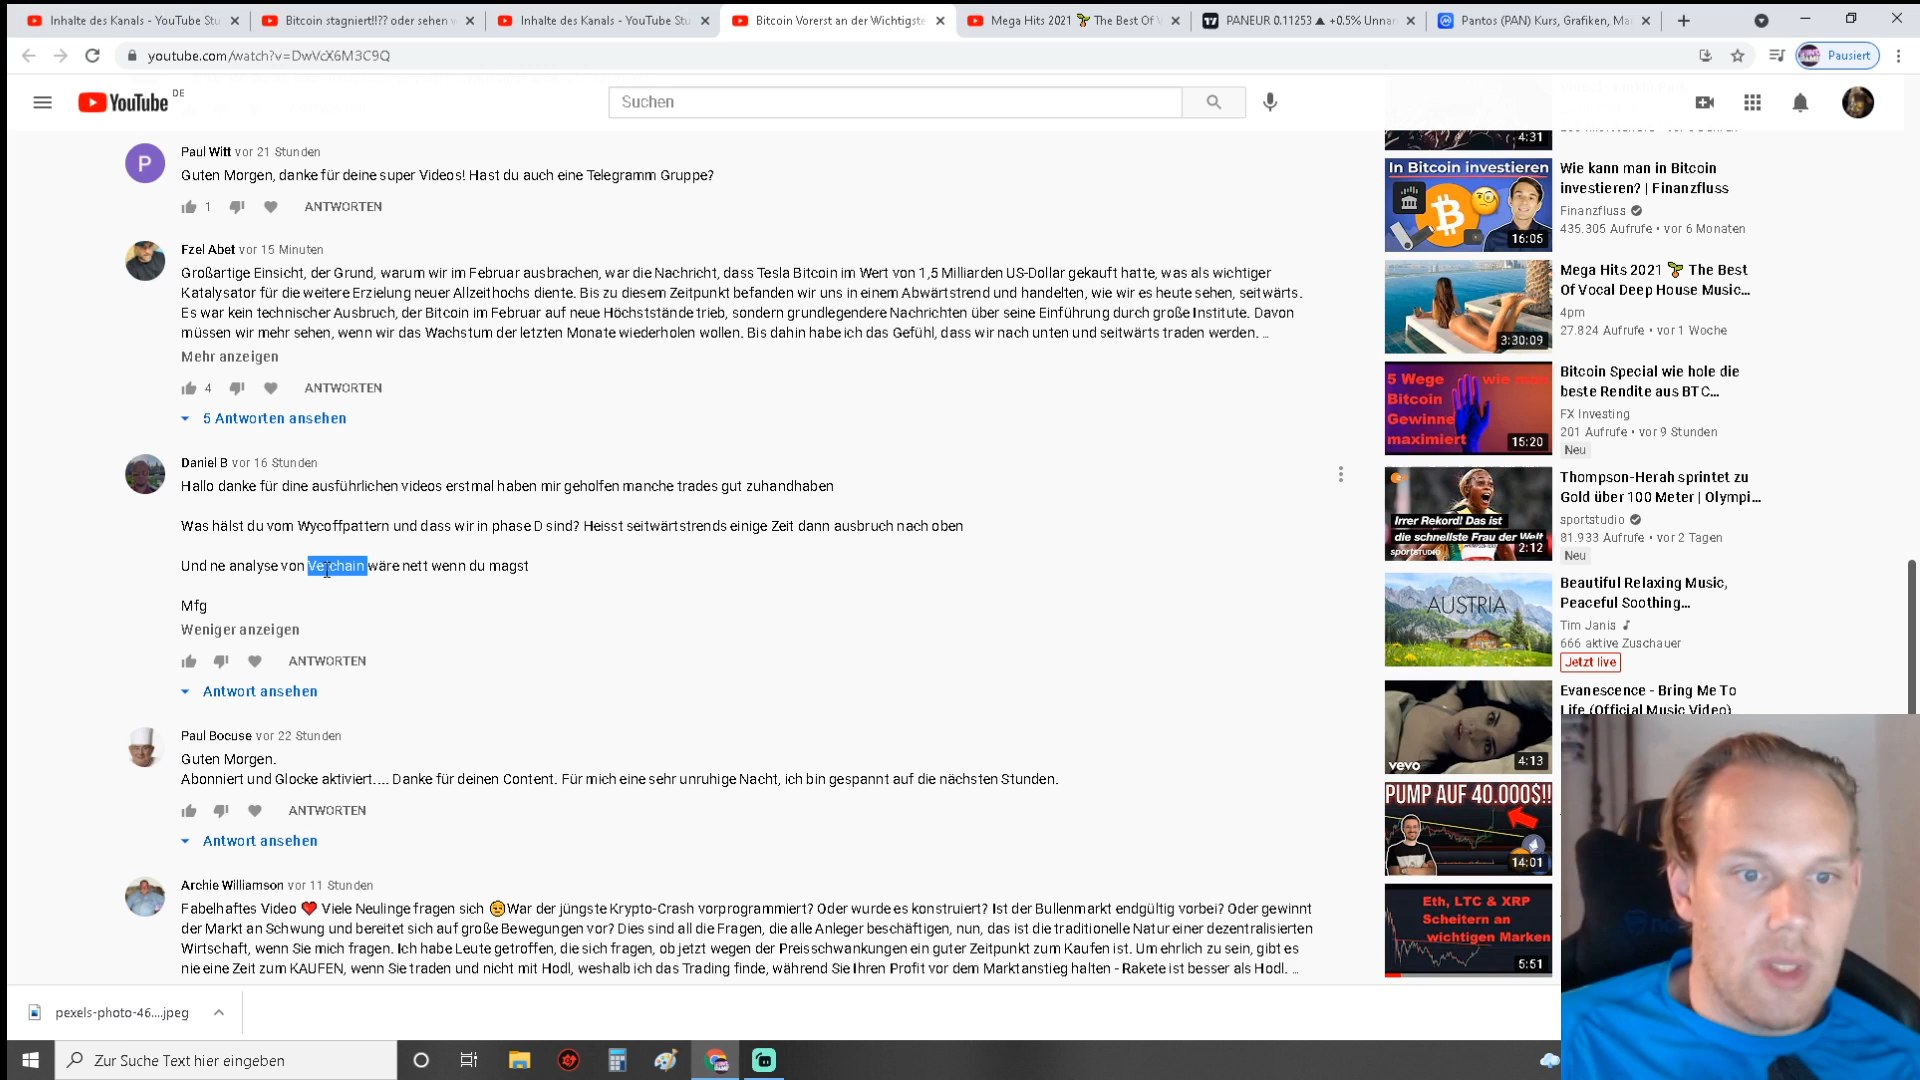 Inhalte des Kanals - YouTube Stu
Bitcoin stagniert!!?? oder sehen
Inhalte des Kanals - YouTube Stu
Bitcoin Vorerst an der Wichtigste
Mega Hits 2021 🌱 The Best Of V
PANEUR 0.11253 ▲ +0.5% Unna
Pantos (PAN) Kurs, Grafiken, Ma
youtube.com/watch?v=DwVcX6M3C9Q
Pausiert
YouTube DE
Suchen
Paul Witt vor 21 Stunden
Guten Morgen, danke für deine super Videos! Hast du auch eine Telegramm Gruppe?
1 ANTWORTEN
Fzel Abet vor 15 Minuten
Großartige Einsicht, der Grund, warum wir im Februar ausbrachen, war die Nachricht, dass Tesla Bitcoin im Wert von 1,5 Milliarden US-Dollar gekauft hatte, was als wichtiger
Katalysator für die weitere Erzielung neuer Allzeithochs diente. Bis zu diesem Zeitpunkt befanden wir uns in einem Abwärtstrend und handelten, wie wir es heute sehen, seitwärts.
Es war kein technischer Ausbruch, der Bitcoin im Februar auf neue Höchststände trieb, sondern grundlegende Nachrichten über seine Einführung durch große Institute. Davon
müssen wir mehr sehen, wenn wir das Wachstum der letzten Monate wiederholen wollen. Bis dahin habe ich das Gefühl, dass wir nach unten und seitwärts traden werden. ...
Mehr anzeigen
4 ANTWORTEN
5 Antworten ansehen
Daniel B vor 16 Stunden
Hallo danke für dine ausführlichen videos erstmal haben mir geholfen manche trades gut zuhandhaben
Was hälst du vom Wycoffpattern und dass wir in phase D sind? Heisst seitwärtstrends einige Zeit dann ausbruch nach oben
Und ne analyse von Vechain wäre nett wenn du magst
Mfg
Weniger anzeigen
ANTWORTEN
Antwort ansehen
Paul Bocuse vor 22 Stunden
Guten Morgen.
Abonniert und Glocke aktiviert.... Danke für deinen Content. Für mich eine sehr unruhige Nacht, ich bin gespannt auf die nächsten Stunden.
ANTWORTEN
Antwort ansehen
Archie Williamson vor 11 Stunden
Fabelhaftes Video ❤️ Viele Neulinge fragen sich 😔War der jüngste Krypto-Crash vorprogrammiert? Oder wurde es konstruiert? Ist der Bullenmarkt endgültig vorbei? Oder gewinnt
der Markt an Schwung und bereitet sich auf große Bewegungen vor? Dies sind all die Fragen, die alle Anleger beschäftigen, nun, das ist die traditionelle Natur einer dezentralisierten
Wirtschaft, wenn Sie mich fragen. Ich habe Leute getroffen, die sich fragen, ob jetzt wegen der Preisschwankungen ein guter Zeitpunkt zum Kaufen ist. Um ehrlich zu sein, gibt es
nie eine Zeit zum KAUFEN, wenn Sie traden und nicht mit Hodl, weshalb ich das Trading finde, während Sie Ihren Profit vor dem Marktanstieg halten - Rakete ist besser als Hodl. ...
4:31
In Bitcoin investieren
16:05
Wie kann man in Bitcoin
investieren? | Finanzfluss
Finanzfluss
435.305 Aufrufe • vor 6 Monaten
3:30:09
Mega Hits 2021 🌱 The Best
Of Vocal Deep House Music...
4pm
27.824 Aufrufe • vor 1 Woche
5 Wege wie man
Bitcoin
Gewinne
maximiert
15:20
Bitcoin Special wie hole die
beste Rendite aus BTC...
FX Investing
201 Aufrufe • vor 9 Stunden
Neu
Irrer Rekord! Das ist
die schnellste Frau der Welt
sportstudio
2:12
Thompson-Herah sprintet zu
Gold über 100 Meter | Olympi...
sportstudio
81.933 Aufrufe • vor 2 Tagen
Neu
AUSTRIA
Beautiful Relaxing Music,
Peaceful Soothing...
Tim Janis
666 aktive Zuschauer
Jetzt live
vevo
4:13
Evanescence - Bring Me To
Life (Official Music Video)
PUMP AUF 40.000$!!
14:01
Eth, LTC & XRP
Scheitern an
wichtigen Marken
5:51
pexels-photo-46....jpeg
Zur Suche Text hier eingeben